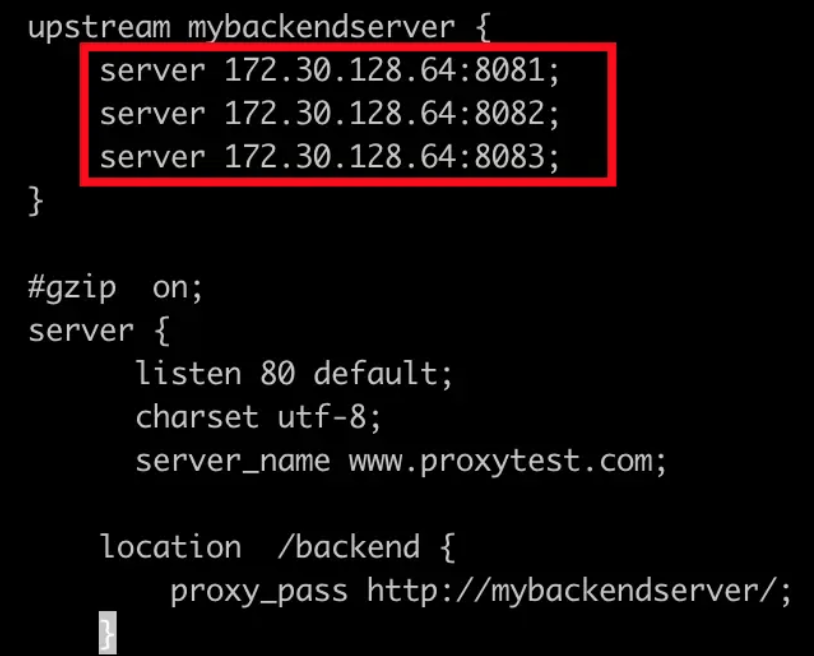 upstream mybackendserver {
server 172.30.128.64:8081;
server 172.30.128.64:8082;
server 172.30.128.64:8083;
}
#gzip  on;
server {
listen 80 default;
charset utf-8;
server_name www.proxytest.com;
location  /backend {
proxy_pass http://mybackendserver/;
}